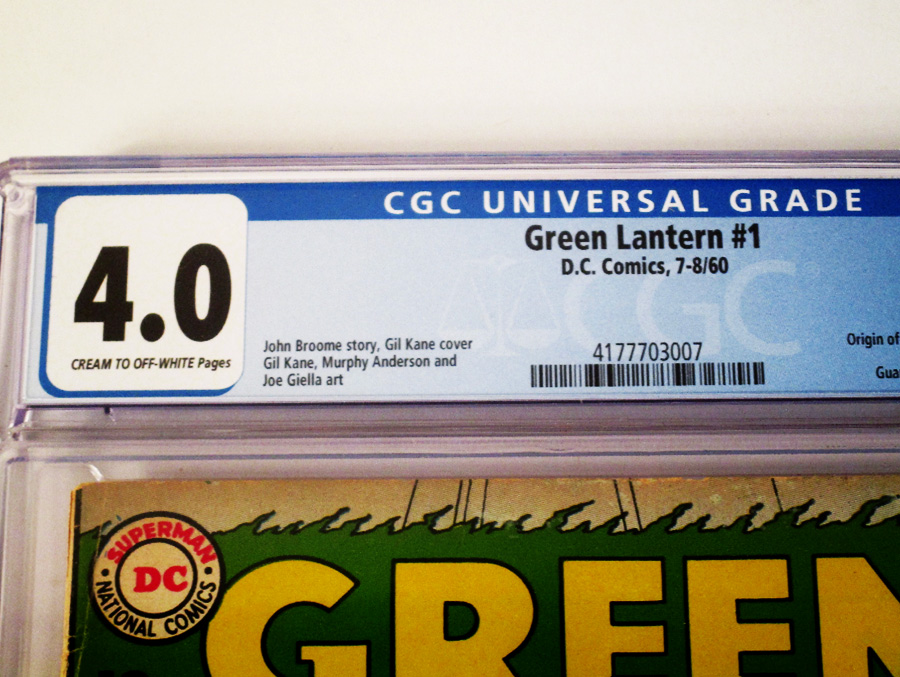 CGC UNIVERSAL GRADE
4.0
CREAM TO OFF-WHITE Pages
Green Lantern #1
D.C. Comics, 7-8/60
CGC
John Broome story, Gil Kane cover
Gil Kane, Murphy Anderson and
Joe Giella art
4177703007
Origin of
SUPERMAN
DC
NATIONAL COMICS
GREEN